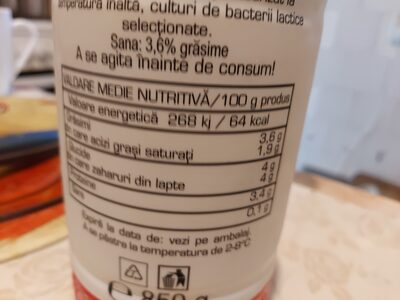 temperatură înaltă, culturi de bacterii lactice
selecționate.
Sana: 3,6% grăsime
A se agita înainte de consum!
VALOARE MEDIE NUTRITIVĂ/100 g produs
Valoare energetică 268 kj / 64 kcal
Grăsimi 3,6 g
din care acizi grași saturați 1,9 g
Glucide 4 g
din care zaharuri din lapte 4 g
Proteine 3,4 g
Sare 0,1 g
Expiră la data de: vezi pe ambalaj.
A se păstra la temperatura de 2-8°C
e 850 g